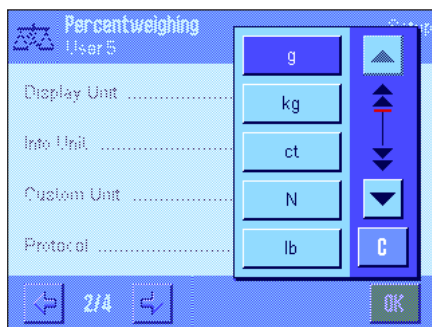 Percentweighing
User 5
Display Unit
Info Unit
Custom Unit
Protocol
g
kg
ct
N
lb
C
2/4
OK